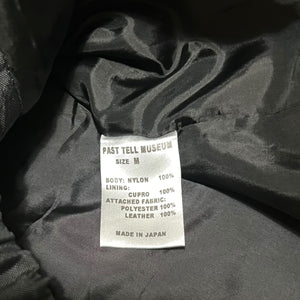 PAST TELL MUSEUM
SIZE M
BODY: NYLON 100%
LINING:
CUPRO 100%
ATTACHED FABRIC:
POLYESTER 100%
LEATHER 100%
MADE IN JAPAN